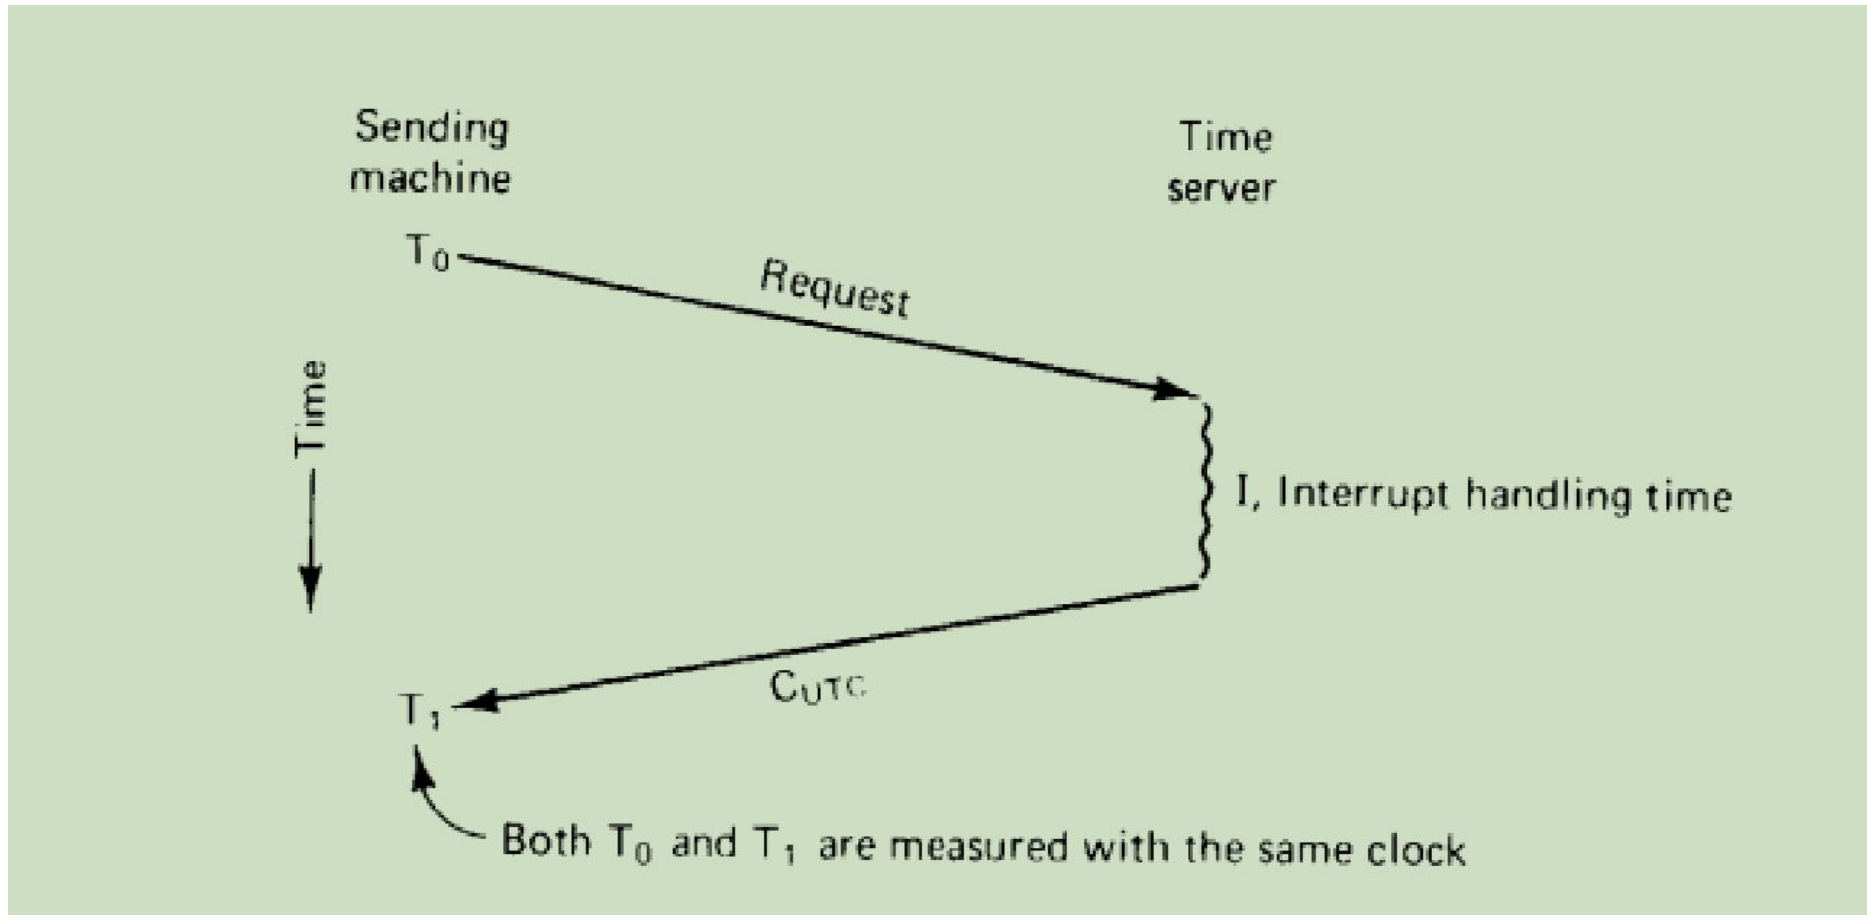 Sending
machine
Time
server
T₀
Request
Time
I, Interrupt handling time
C_UTC
T₁
Both T₀ and T₁ are measured with the same clock